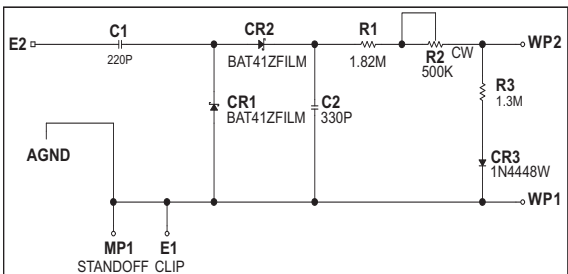 E2
C1
220P
CR2
BAT41ZFILM
R1
1.82M
R2
500K
CW
WP2
CR1
BAT41ZFILM
C2
330P
R3
1.3M
AGND
CR3
1N4448W
WP1
MP1
STANDOFF
E1
CLIP